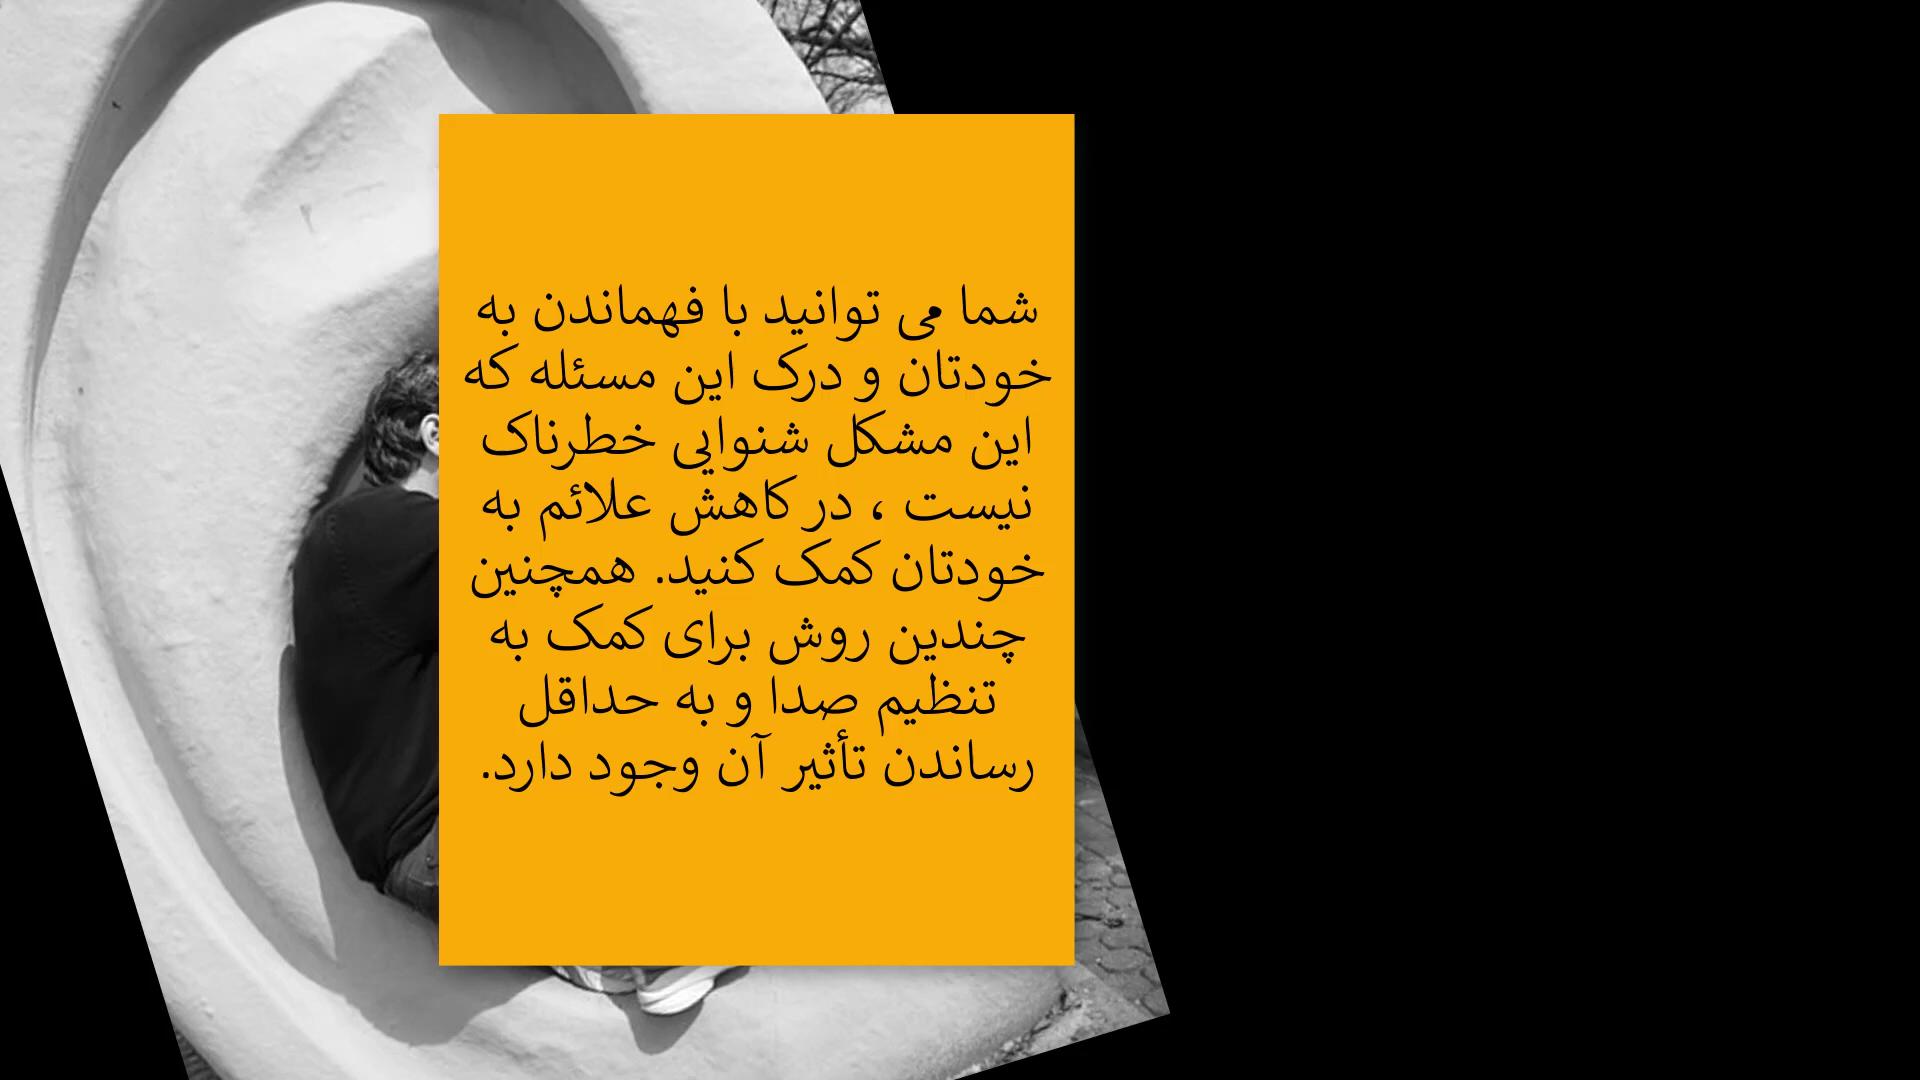 شما می توانید با فهماندن به
خودتان و درک این مسئله که
این مشکل شنوایی خطرناک
نیست ، در کاهش علائم به
خودتان کمک کنید. همچنین
چندین روش برای کمک به
تنظیم صدا و به حداقل
رساندن تأثیر آن وجود دارد.